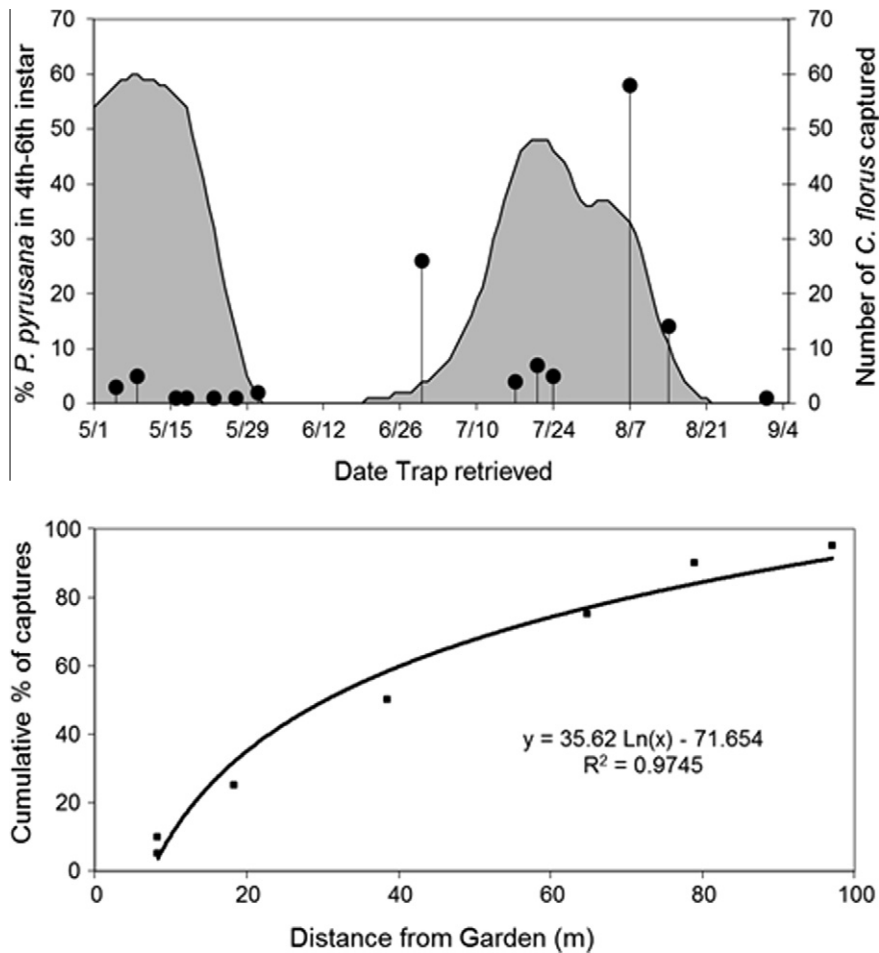 % P. pyrusana in 4th-6th instar
70
60
50
40
30
20
10
0
70
60
50
40
30
20
10
0
Number of C. florus captured
5/1 5/15 5/29 6/12 6/26 7/10 7/24 8/7 8/21 9/4
Date Trap retrieved
Cumulative % of captures
100
80
60
40
20
0
y = 35.62 Ln(x) - 71.654
R² = 0.9745
0 20 40 60 80 100
Distance from Garden (m)